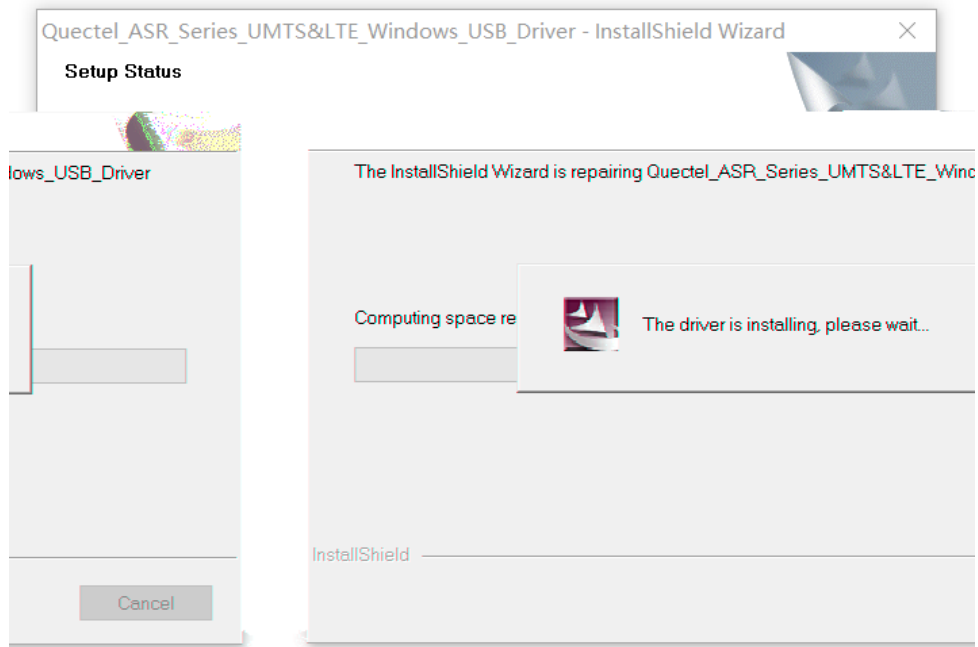 Quectel_ASR_Series_UMTS&LTE_Windows_USB_Driver - InstallShield Wizard
Setup Status
lows_USB_Driver
The InstallShield Wizard is repairing Quectel_ASR_Series_UMTS&LTE_Winc
Computing space re
The driver is installing, please wait...
InstallShield
Cancel